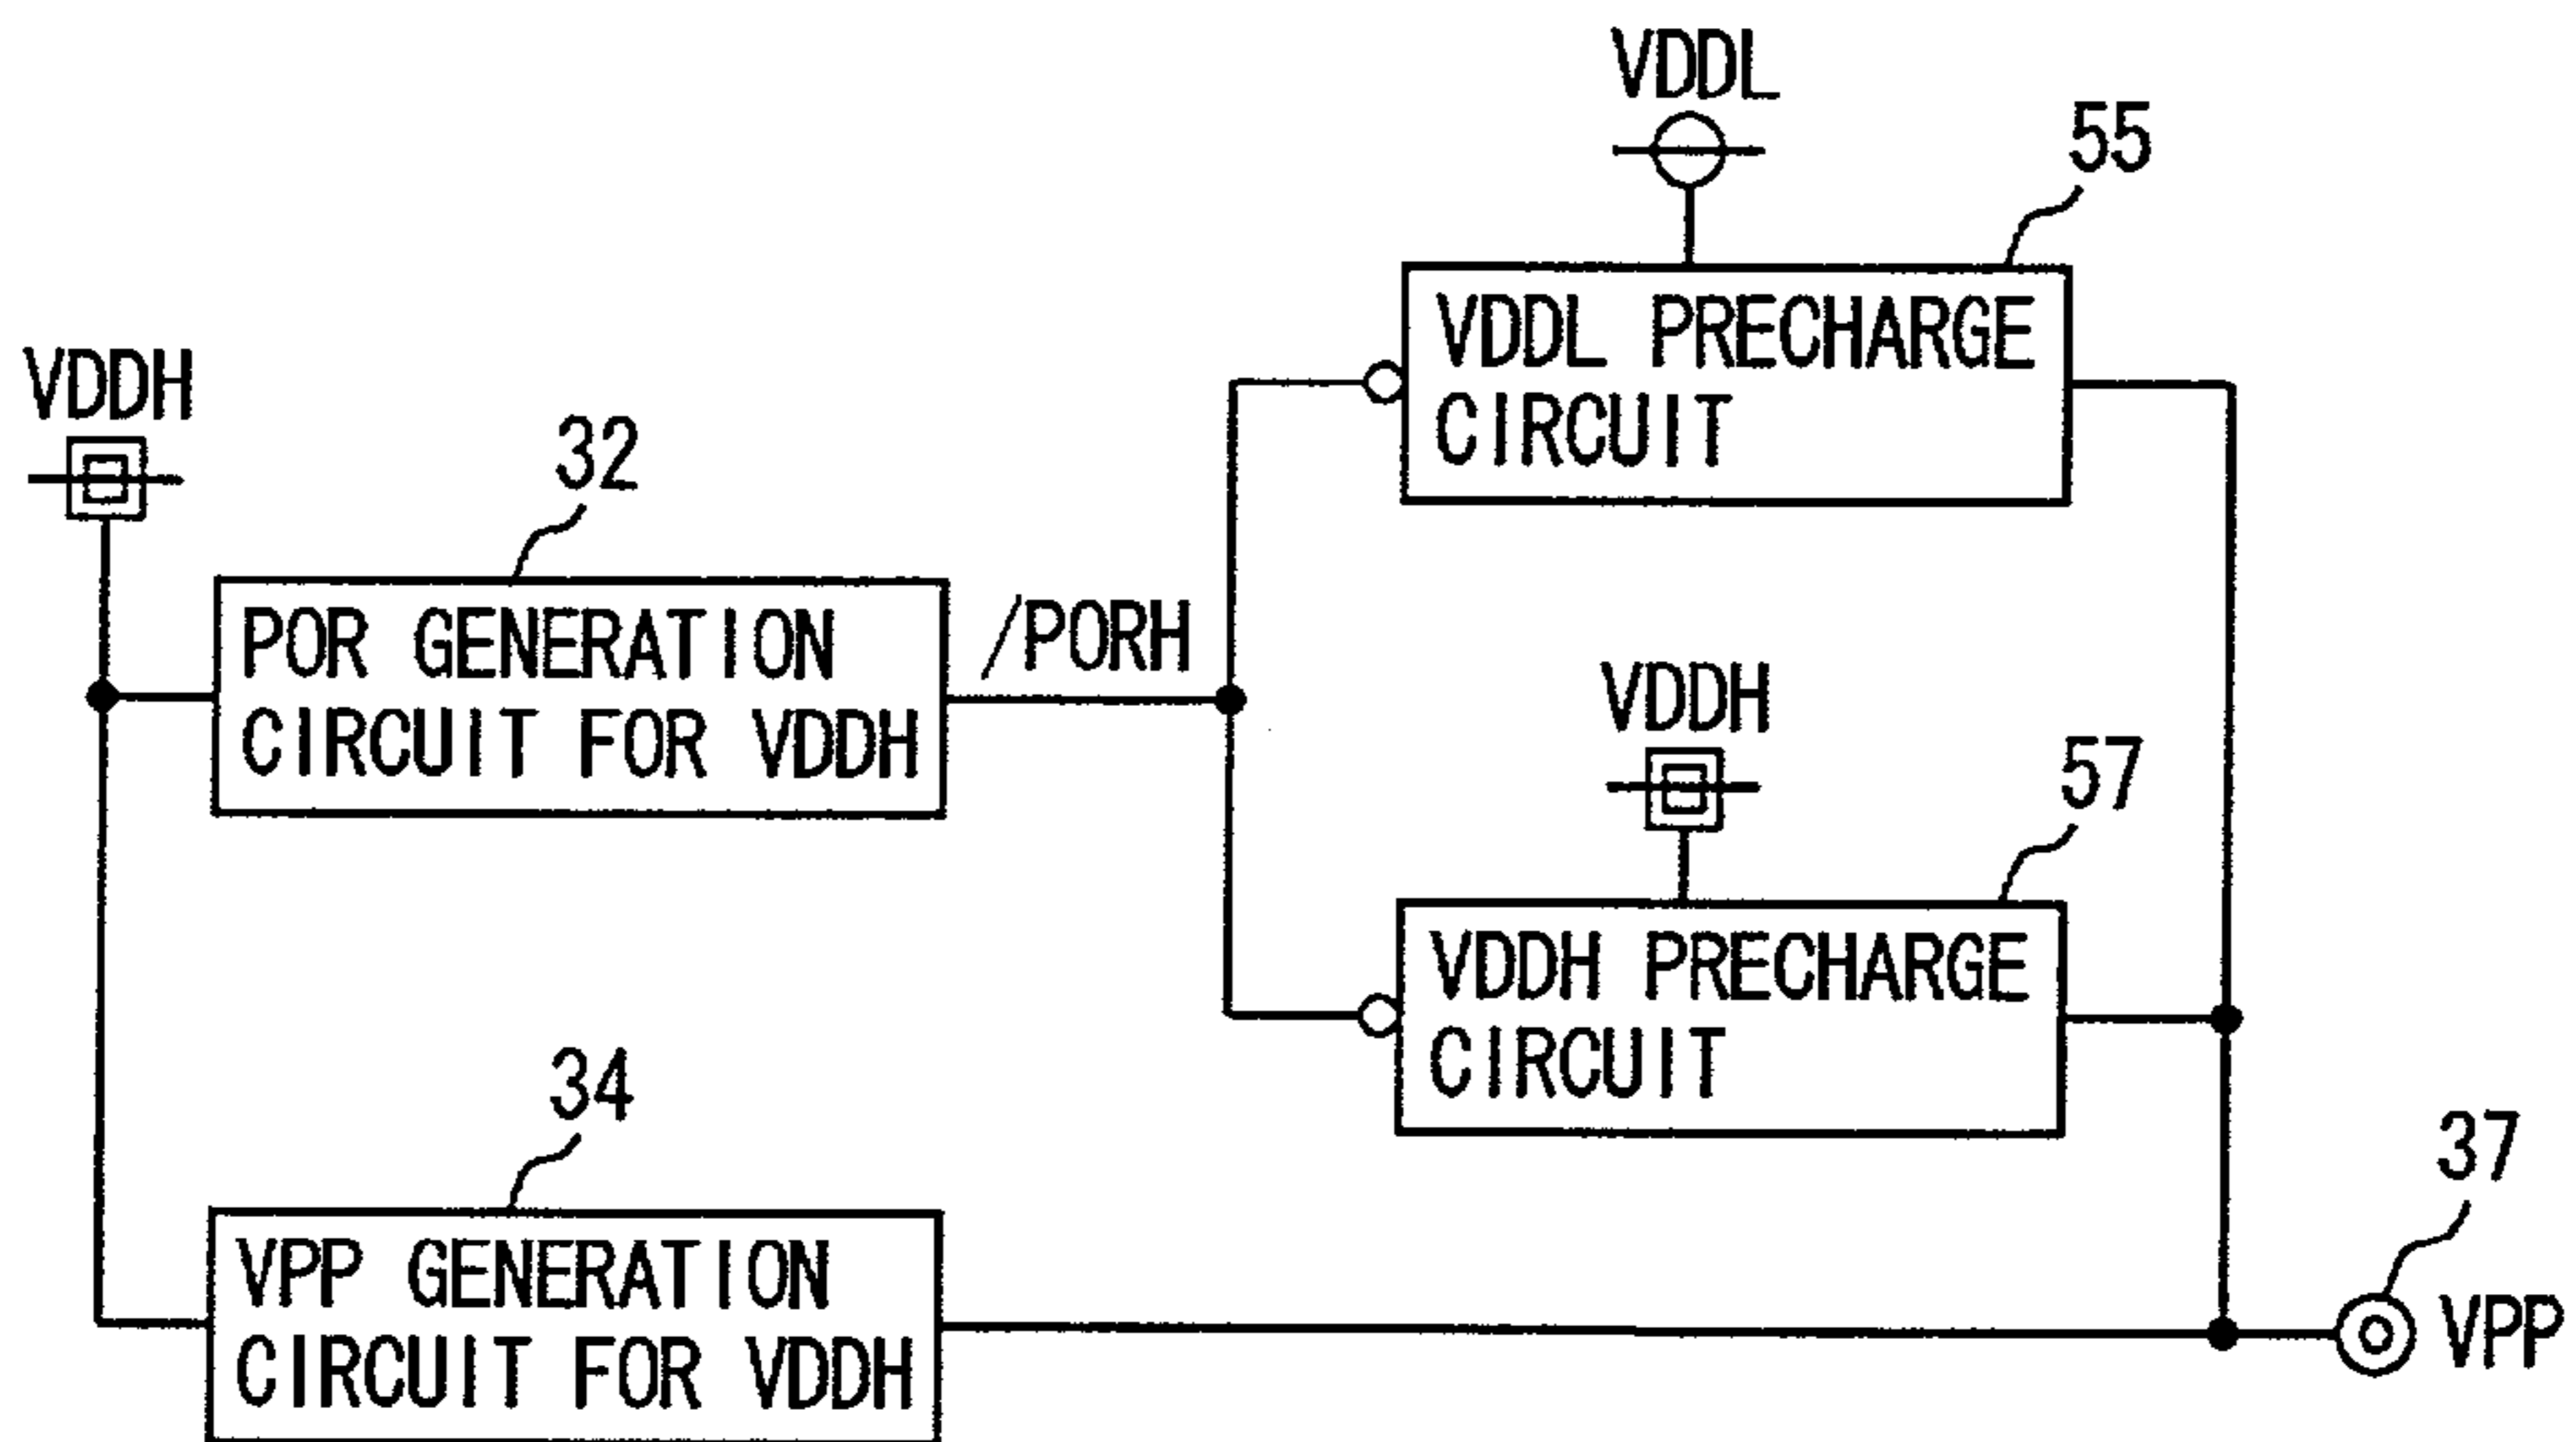 VDDL
55
VDDL PRECHARGE
CIRCUIT
VDDH
32
POR GENERATION
CIRCUIT FOR VDDH
/PORH
VDDH
57
VDDH PRECHARGE
CIRCUIT
34
VPP GENERATION
CIRCUIT FOR VDDH
37
VPP